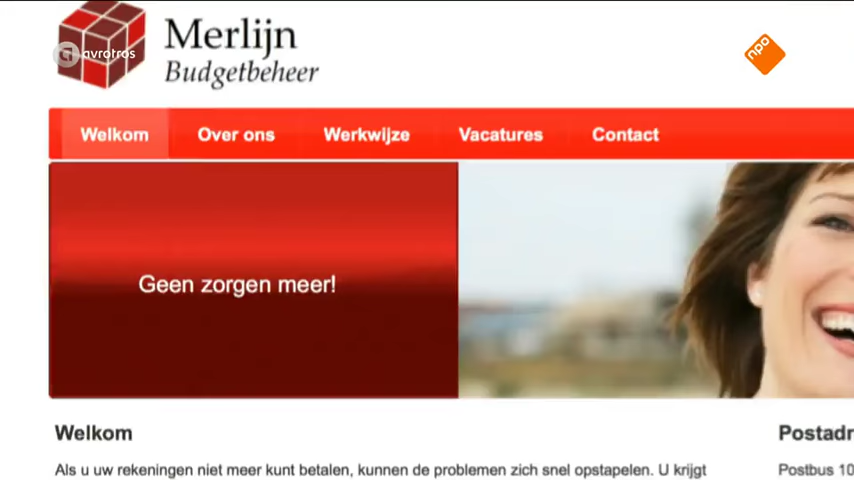 Merlijn
Budgetbeheer
avrotros
npo
Welkom Over ons Werkwijze Vacatures Contact
Geen zorgen meer!
Welkom
Als u uw rekeningen niet meer kunt betalen, kunnen de problemen zich snel opstapelen. U krijgt
Postadr
Postbus 10